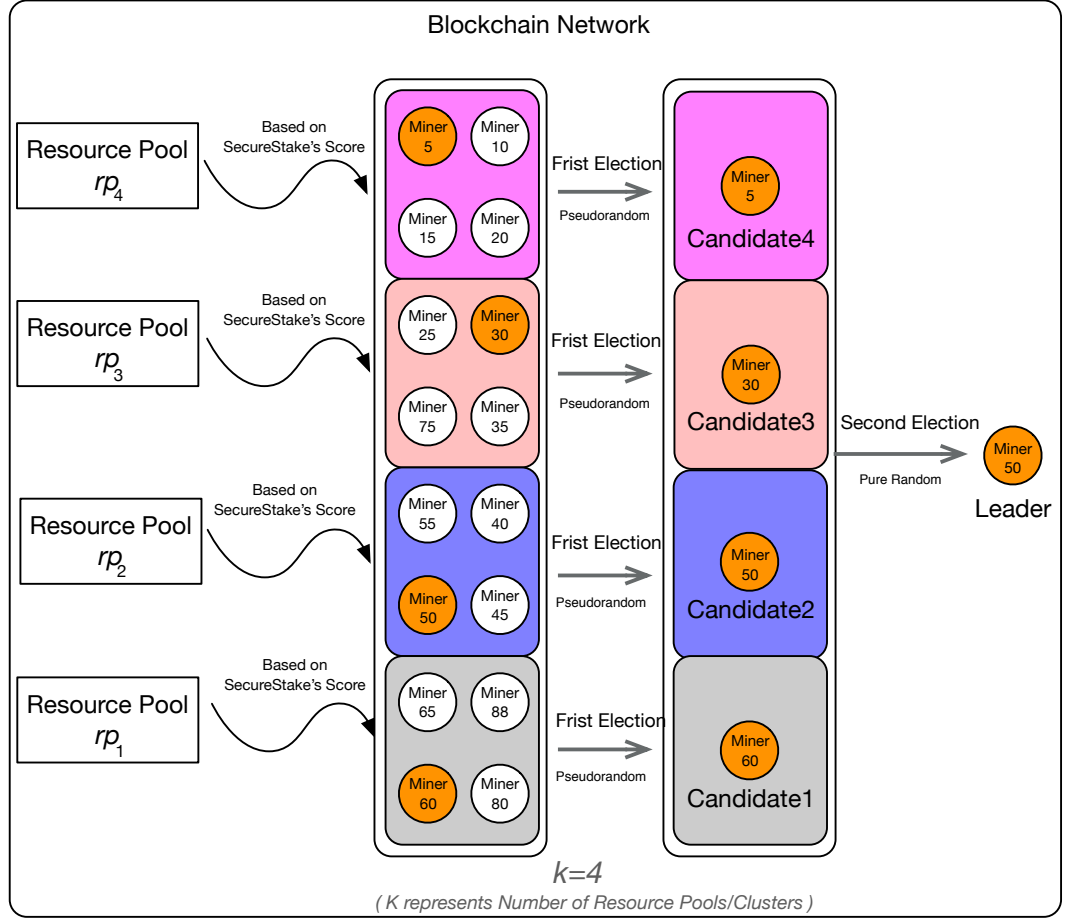 Blockchain Network
Resource Pool
rp4
Based on
SecureStake's Score
Miner
5
Miner
10
Miner
15
Miner
20
Frist Election
Pseudorandom
Miner
5
Candidate4
Resource Pool
rp3
Based on
SecureStake's Score
Miner
25
Miner
30
Miner
75
Miner
35
Frist Election
Pseudorandom
Miner
30
Candidate3
Resource Pool
rp2
Based on
SecureStake's Score
Miner
55
Miner
40
Miner
50
Miner
45
Frist Election
Pseudorandom
Miner
50
Candidate2
Resource Pool
rp1
Based on
SecureStake's Score
Miner
65
Miner
88
Miner
60
Miner
80
Frist Election
Pseudorandom
Miner
60
Candidate1
Second Election
Pure Random
Miner
50
Leader
k=4
( K represents Number of Resource Pools/Clusters )